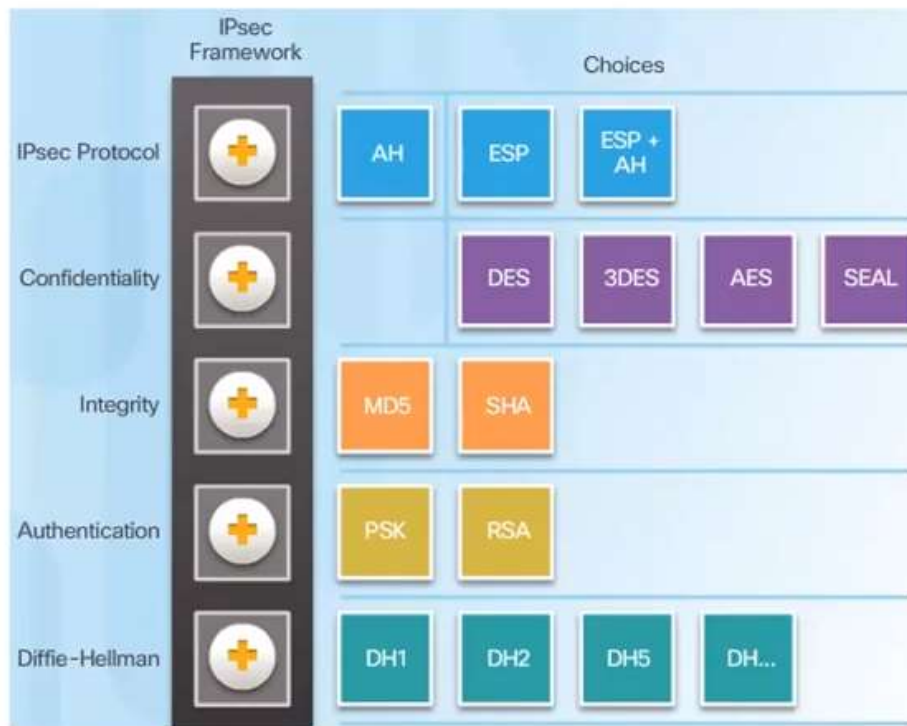 IPsec
Framework
Choices
IPsec Protocol
AH
ESP
ESP +
AH
Confidentiality
DES
3DES
AES
SEAL
Integrity
MD5
SHA
Authentication
PSK
RSA
Diffie-Hellman
DH1
DH2
DH5
DH...